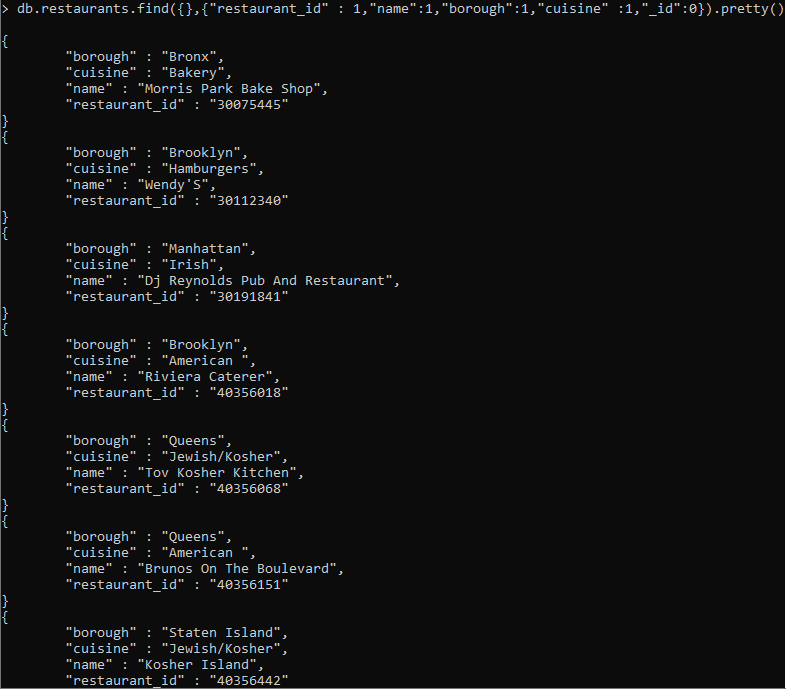 > db.restaurants.find({},{"restaurant_id" : 1,"name":1,"borough":1,"cuisine" :1,"_id":0}).pretty()
{
"borough" : "Bronx",
"cuisine" : "Bakery",
"name" : "Morris Park Bake Shop",
"restaurant_id" : "30075445"
}
{
"borough" : "Brooklyn",
"cuisine" : "Hamburgers",
"name" : "Wendy'S",
"restaurant_id" : "30112340"
}
{
"borough" : "Manhattan",
"cuisine" : "Irish",
"name" : "Dj Reynolds Pub And Restaurant",
"restaurant_id" : "30191841"
}
{
"borough" : "Brooklyn",
"cuisine" : "American ",
"name" : "Riviera Caterer",
"restaurant_id" : "40356018"
}
{
"borough" : "Queens",
"cuisine" : "Jewish/Kosher",
"name" : "Tov Kosher Kitchen",
"restaurant_id" : "40356068"
}
{
"borough" : "Queens",
"cuisine" : "American ",
"name" : "Brunos On The Boulevard",
"restaurant_id" : "40356151"
}
{
"borough" : "Staten Island",
"cuisine" : "Jewish/Kosher",
"name" : "Kosher Island",
"restaurant_id" : "40356442"